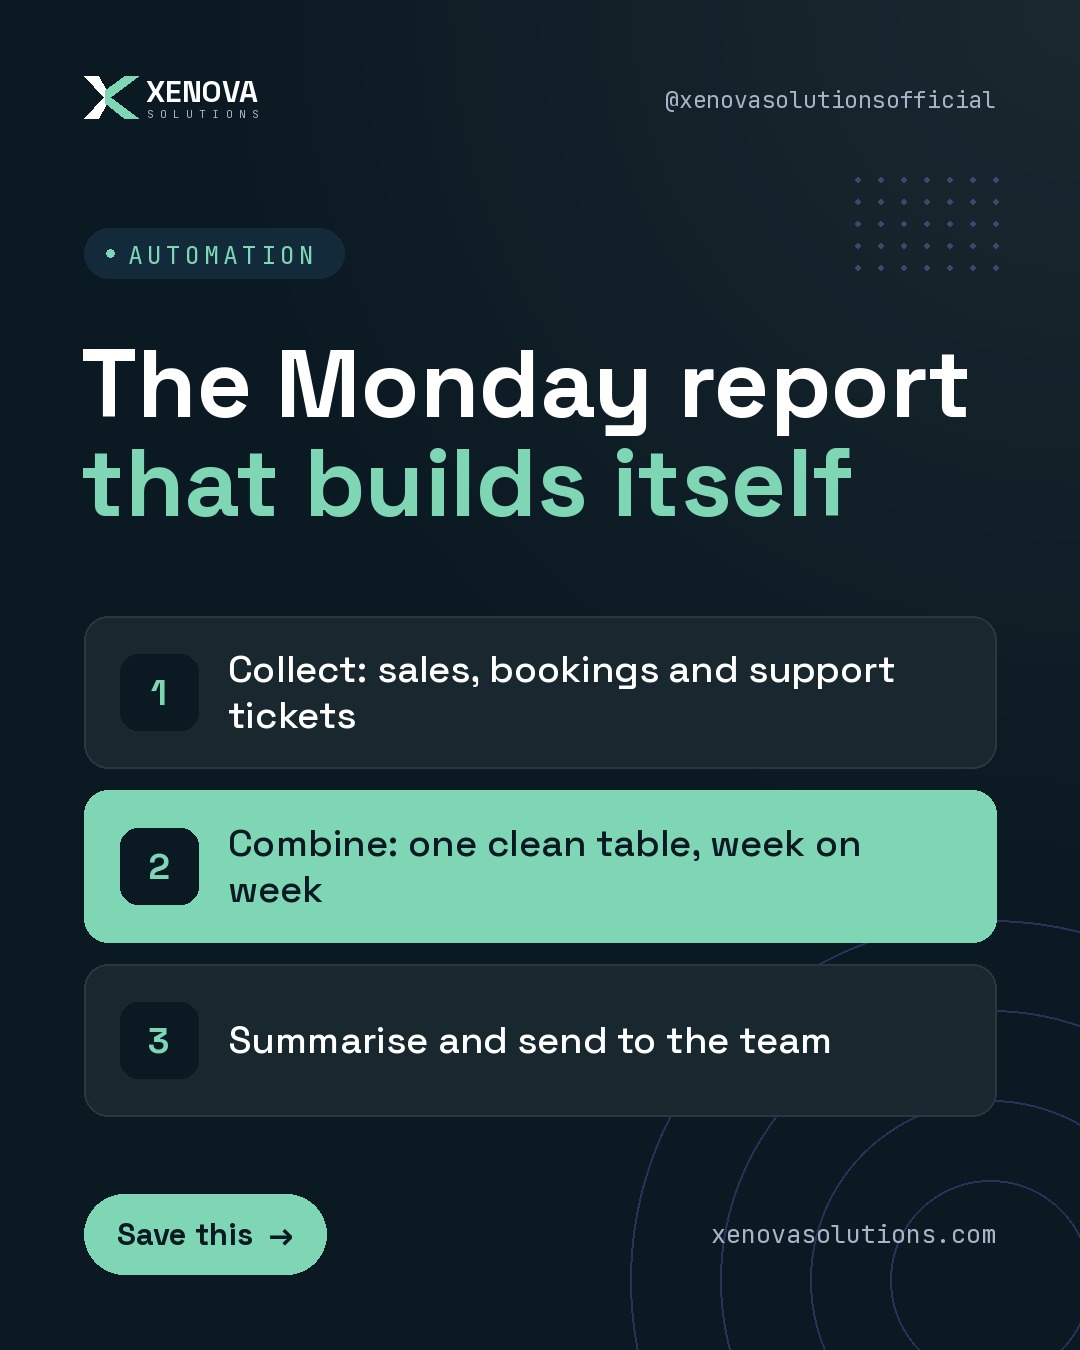 XENOVA
SOLUTIONS
@xenovasolutionsofficial
AUTOMATION
The Monday report
that builds itself
1
Collect: sales, bookings and support
tickets
2
Combine: one clean table, week on
week
3
Summarise and send to the team
Save this →
xenovasolutions.com